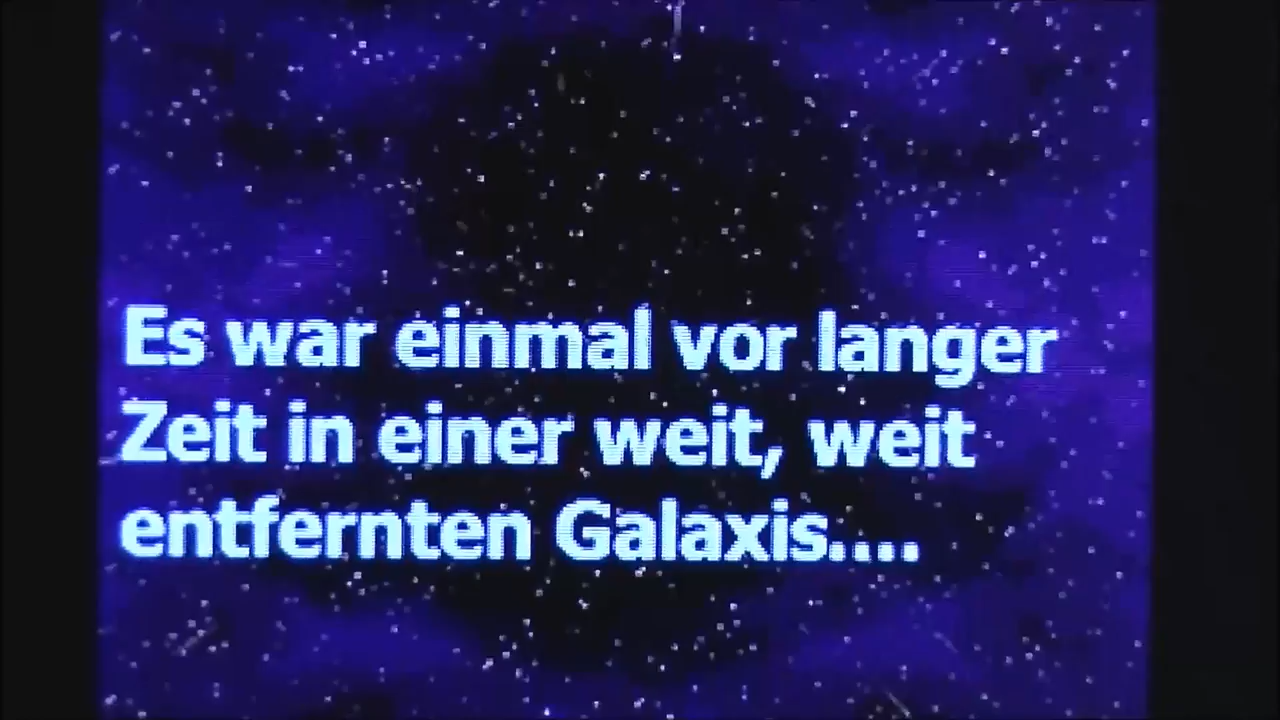 Es war einmal vor langer
Zeit in einer weit, weit
entfernten Galaxis....